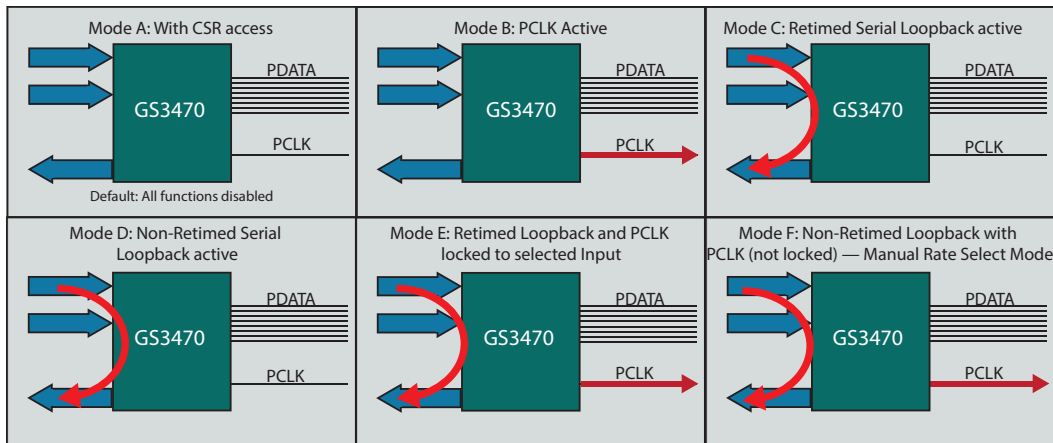 Mode A: With CSR access
PDATA
GS3470
PCLK
Default: All functions disabled
Mode B: PCLK Active
PDATA
GS3470
PCLK
Mode C: Retimed Serial Loopback active
PDATA
GS3470
PCLK
Mode D: Non-Retimed Serial
Loopback active
PDATA
GS3470
PCLK
Mode E: Retimed Loopback and PCLK
locked to selected Input
PDATA
GS3470
PCLK
Mode F: Non-Retimed Loopback with
PCLK (not locked) — Manual Rate Select Mode
PDATA
GS3470
PCLK